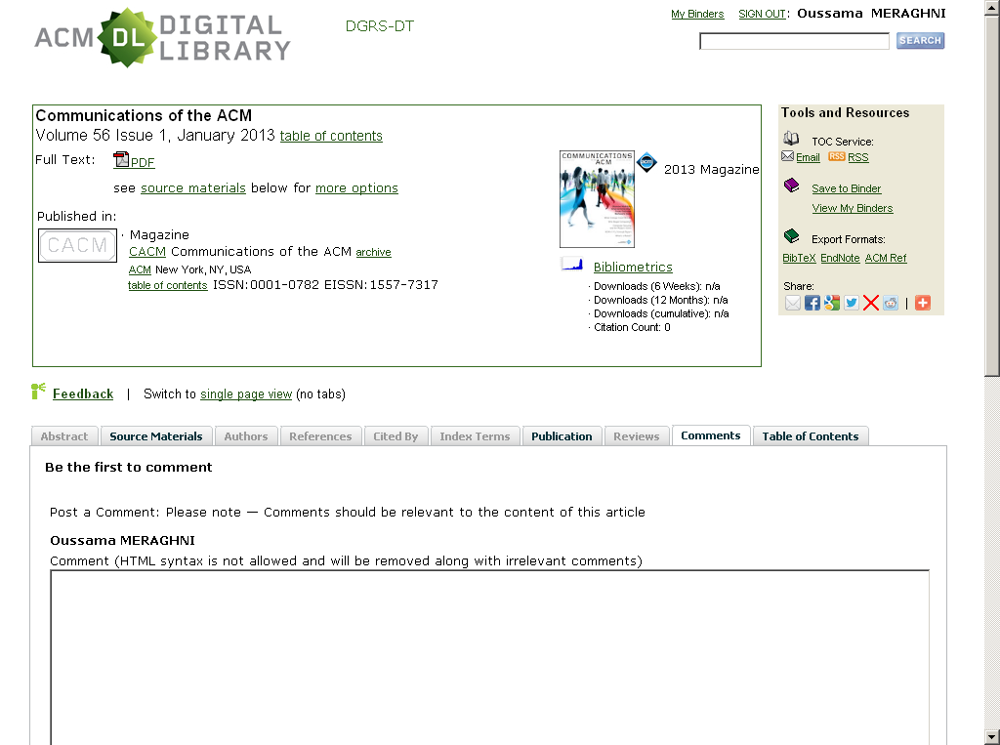 ACM DL DIGITAL LIBRARY
DGRS-DT
My Binders SIGN OUT: Oussama MERAGHNI
SEARCH
Communications of the ACM
Volume 56 Issue 1, January 2013 table of contents
Full Text: PDF
see source materials below for more options
Published in:
CACM
· Magazine
CACM Communications of the ACM archive
ACM New York, NY, USA
table of contents ISSN:0001-0782 EISSN:1557-7317
COMMUNICATIONS
ACM
2013 Magazine
Bibliometrics
· Downloads (6 Weeks): n/a
· Downloads (12 Months): n/a
· Downloads (cumulative): n/a
· Citation Count: 0
Tools and Resources
TOC Service:
Email RSS RSS
Save to Binder
View My Binders
Export Formats:
BibTeX EndNote ACM Ref
Share:
|
Feedback | Switch to single page view (no tabs)
Abstract Source Materials Authors References Cited By Index Terms Publication Reviews Comments Table of Contents
Be the first to comment
Post a Comment: Please note — Comments should be relevant to the content of this article
Oussama MERAGHNI
Comment (HTML syntax is not allowed and will be removed along with irrelevant comments)